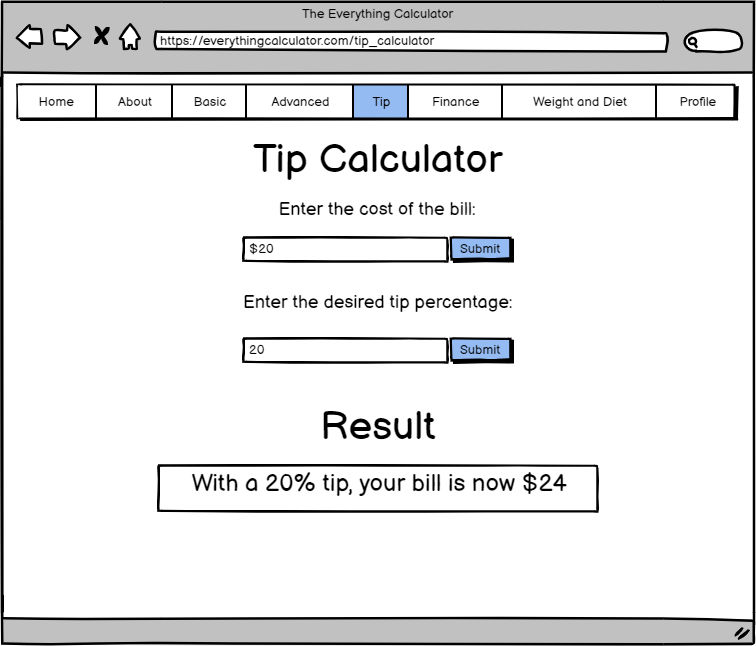 The Everything Calculator
https://everythingcalculator.com/tip_calculator
Home About Basic Advanced Tip Finance Weight and Diet Profile
Tip Calculator
Enter the cost of the bill:
$20 Submit
Enter the desired tip percentage:
20 Submit
Result
With a 20% tip, your bill is now $24